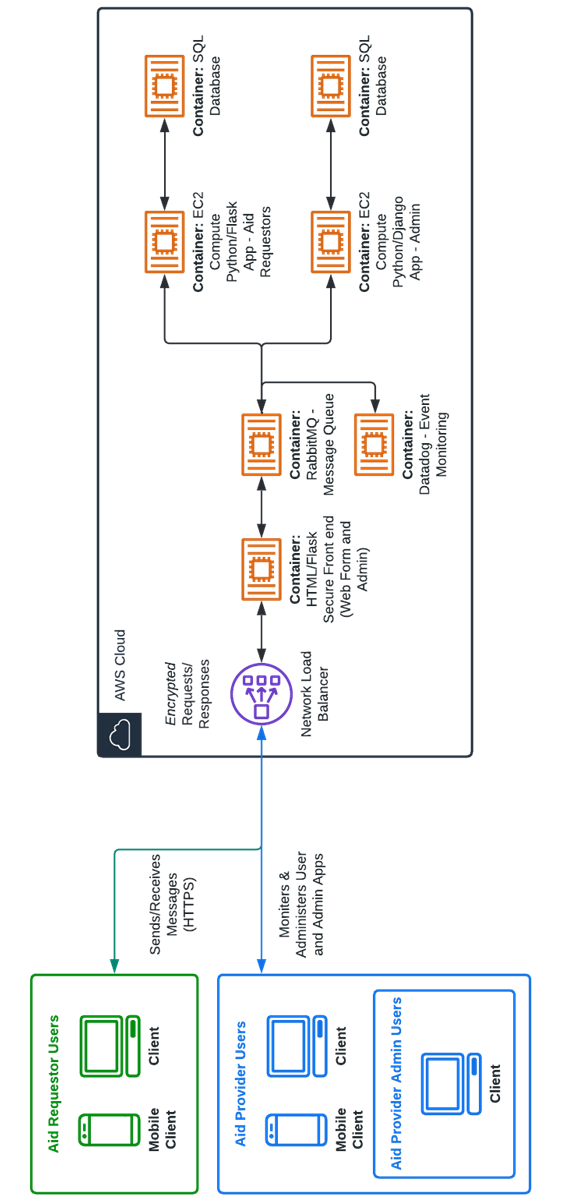 Aid Requestor Users
Mobile
Client
Client
Aid Provider Users
Mobile
Client
Client
Aid Provider Admin Users
Client
Sends/Receives
Messages
(HTTPS)
Moniters &
Administers User
and Admin Apps
AWS Cloud
Encrypted
Requests/
Responses
Network Load
Balancer
Container:
HTML/Flask
Secure Front end
(Web Form and
Admin)
Container:
RabbitMQ -
Message Queue
Container:
Datadog - Event
Monitoring
Container: EC2
Compute
Python/Flask
App - Aid
Requestors
Container: SQL
Database
Container: EC2
Compute
Python/Django
App - Admin
Container: SQL
Database